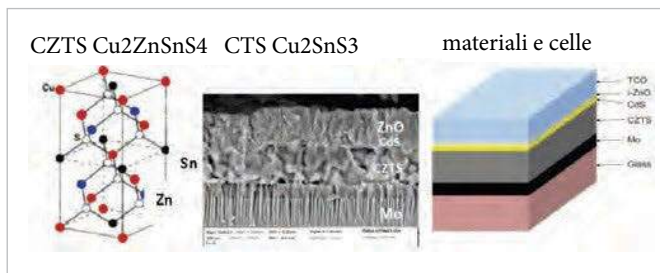 CZTS Cu2ZnSnS4 CTS Cu2SnS3 materiali e celle
Cu
S
Sn
Zn
ZnO
CdS
CZTS
Mo
TCO
i-ZnO
CdS
CZTS
Mo
Glass